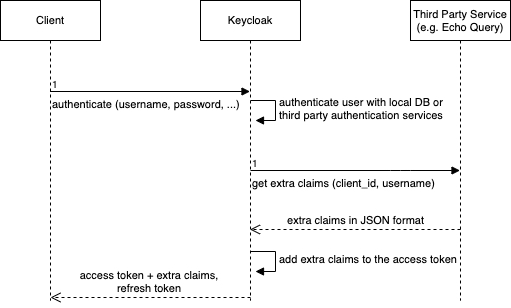 Client
Keycloak
Third Party Service
(e.g. Echo Query)
1
authenticate (username, password, ...)
authenticate user with local DB or
third party authentication services
1
get extra claims (client_id, username)
extra claims in JSON format
add extra claims to the access token
access token + extra claims,
refresh token